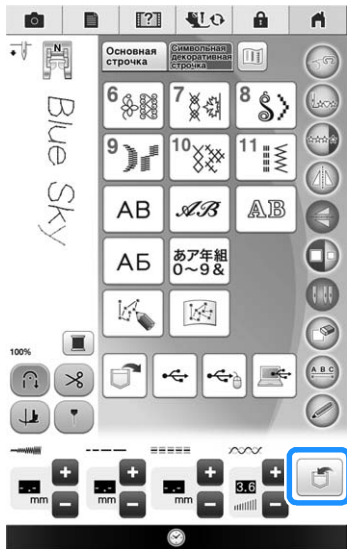 [?]
N
Основная
строчка
Символьная
декоративная
строчка
Blue Sky
6
7
8
9
10
11
AB
AB
AB
АБ
あア年組
0~9&
100%
A B C
mm
mm
mm
3.6